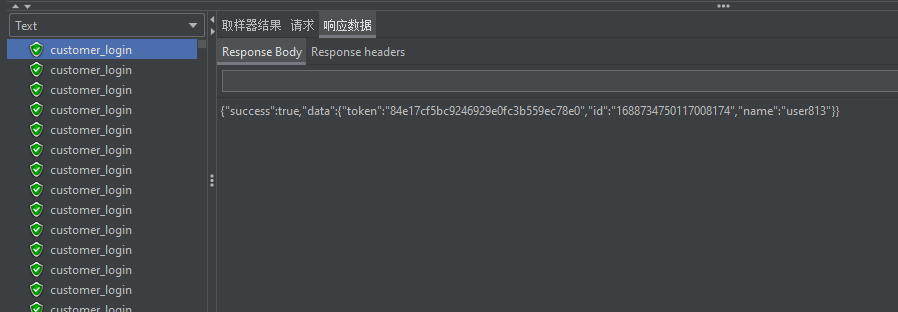 Text
取样器结果 请求 响应数据
customer_login
Response Body Response headers
customer_login
customer_login
customer_login
{"success":true,"data":{"token":"84e17cf5bc9246929e0fc3b559ec78e0","id":"1688734750117008174","name":"user813"}}
customer_login
customer_login
customer_login
customer_login
customer_login
customer_login
customer_login
customer_login
customer_login
customer_login